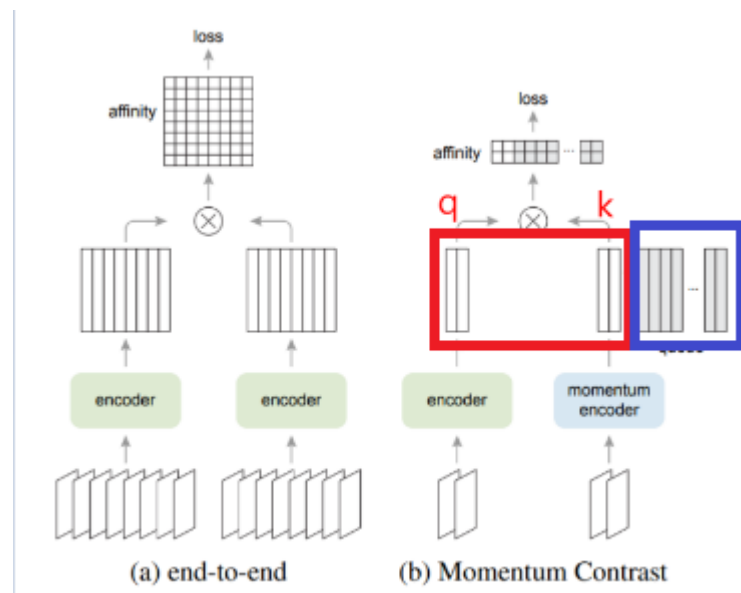 loss
affinity
encoder
encoder
(a) end-to-end
loss
affinity
...
q
k
...
encoder
momentum
encoder
(b) Momentum Contrast